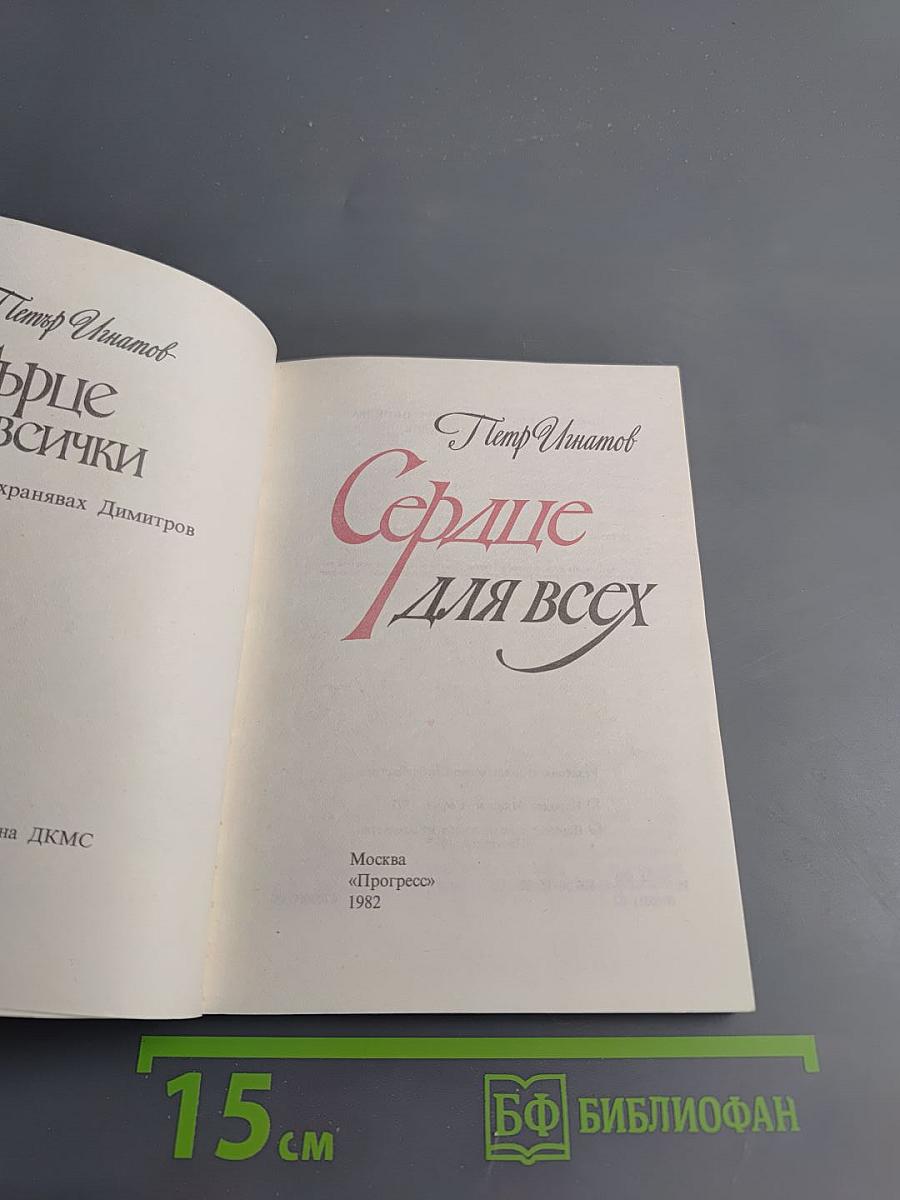 Петър Игнатов
ърце
всички
хранявах Димитров
на ДКМС
Петр Игнатов
Сердце
для всех
Москва
«Прогресс»
1982
15 см
БФ БИБЛИОФАН